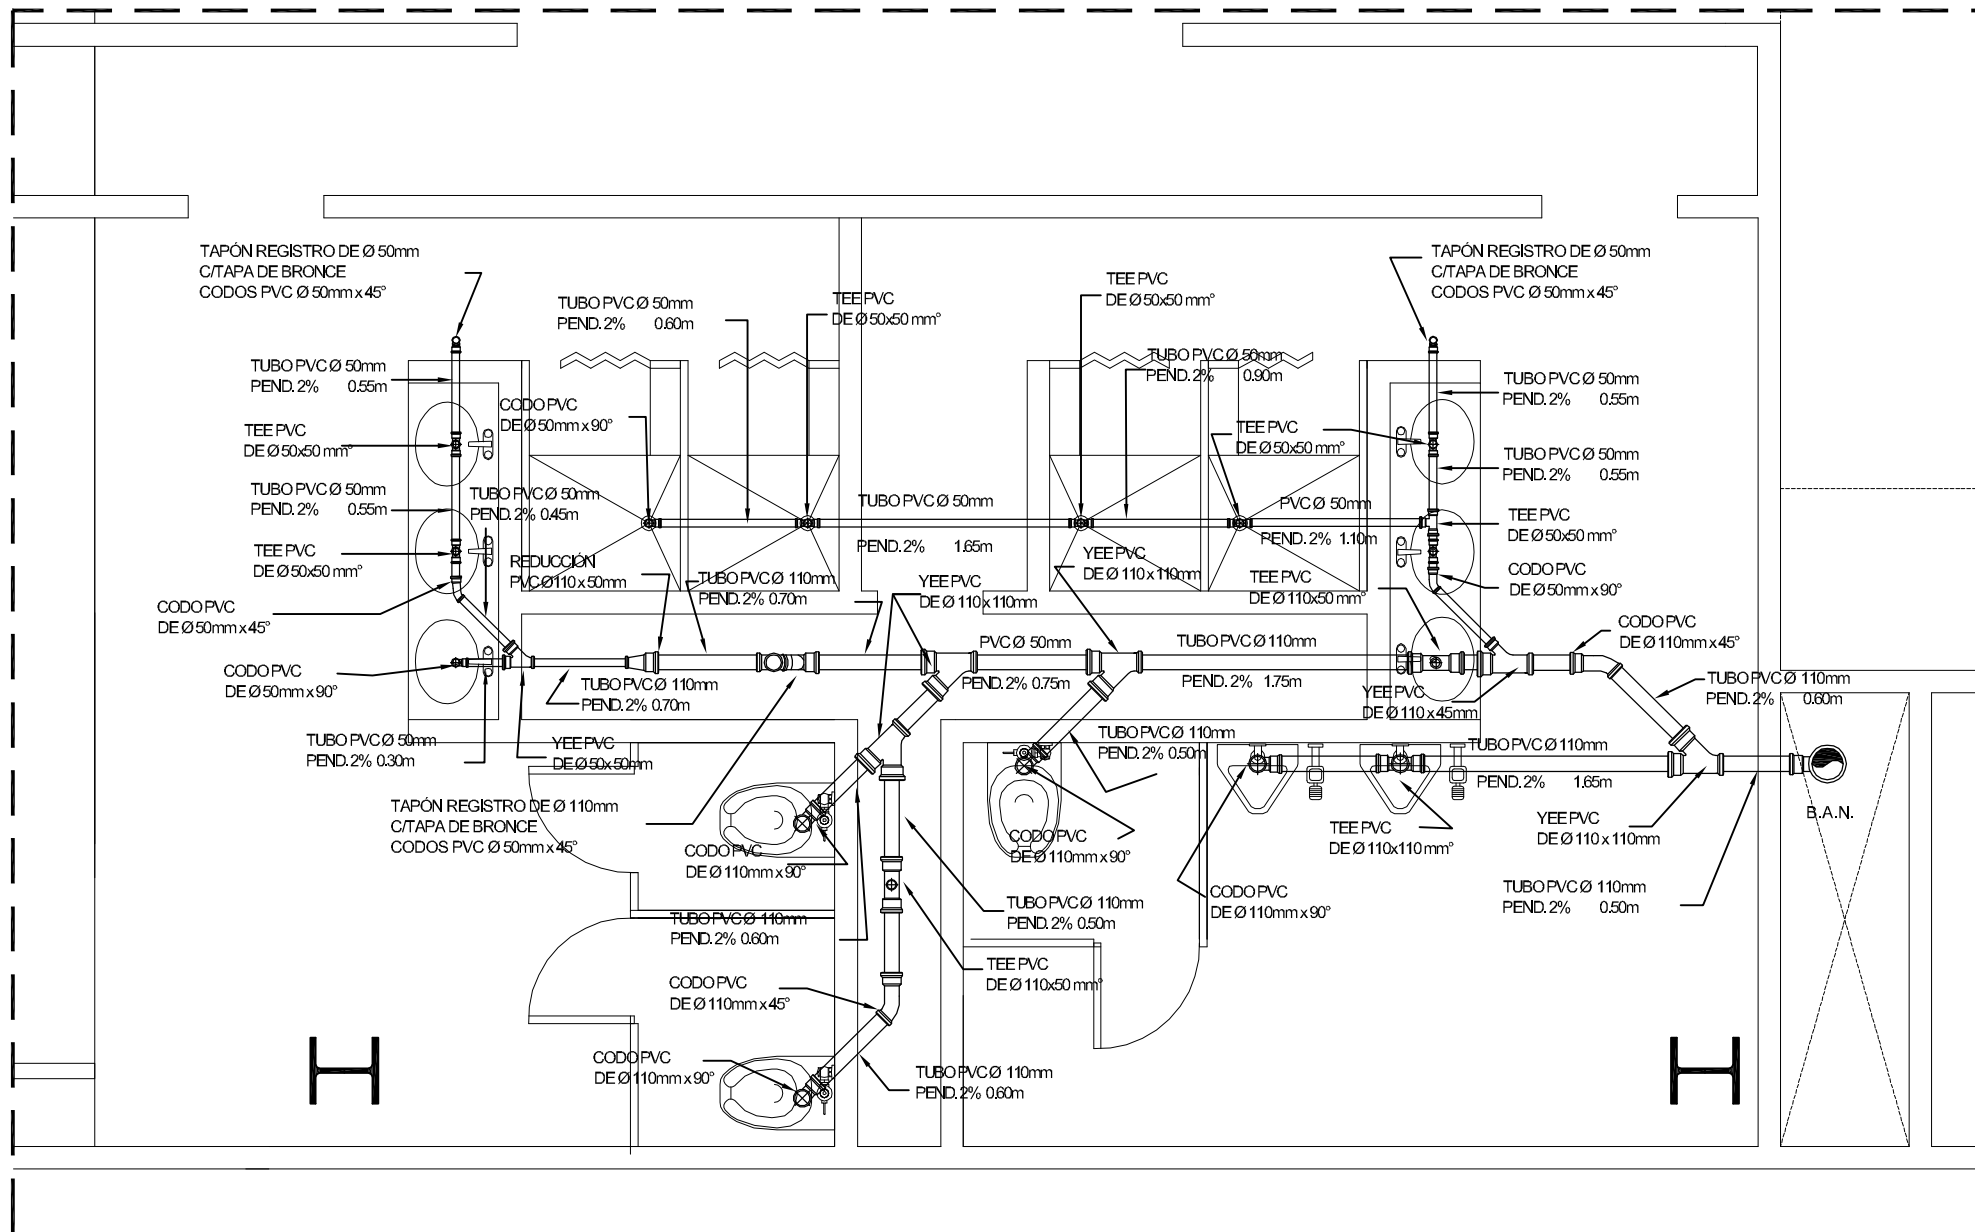 TAPÓN REGISTRO DE Ø 50mm
C/TAPA DE BRONCE
CODOS PVC Ø 50mm x 45°
TAPÓN REGISTRO DE Ø 50mm
C/TAPA DE BRONCE
CODOS PVC Ø 50mm x 45°
TUBO PVC Ø 50mm
PEND. 2% 0.60m
TEE PVC
DE Ø 50x50 mm°
TEE PVC
DE Ø 50x50 mm°
TUBO PVC Ø 50mm
PEND. 2% 0.55m
TUBO PVC Ø 50mm
PEND. 2% 0.90m
TUBO PVC Ø 50mm
PEND. 2% 0.55m
CODO PVC
DE Ø 50mm x 90°
TEE PVC
DE Ø 50x50 mm°
TEE PVC
DE Ø 50x50 mm°
TUBO PVC Ø 50mm
PEND. 2% 0.55m
TUBO PVC Ø 50mm
PEND. 2% 0.55m
TUBO PVC Ø 50mm
PEND. 2% 0.45m
TUBO PVC Ø 50mm
PEND. 2% 1.65m
PVC Ø 50mm
PEND. 2% 1.10m
TEE PVC
DE Ø 50x50 mm°
TEE PVC
DE Ø 50x50 mm°
REDUCCIÓN
PVC Ø 110 x 50mm
TUBO PVC Ø 110mm
PEND. 2% 0.70m
YEE PVC
DE Ø 110 x 110mm
YEE PVC
DE Ø 110 x 110mm
TEE PVC
DE Ø 110x50 mm°
CODO PVC
DE Ø 50mm x 90°
CODO PVC
DE Ø 50mm x 45°
CODO PVC
DE Ø 110mm x 45°
PVC Ø 50mm
PEND. 2% 0.75m
TUBO PVC Ø 110mm
PEND. 2% 1.75m
CODO PVC
DE Ø 50mm x 90°
TUBO PVC Ø 110mm
PEND. 2% 0.70m
YEE PVC
DE Ø 110 x 45mm
TUBO PVC Ø 110mm
PEND. 2% 0.60m
TUBO PVC Ø 50mm
PEND. 2% 0.30m
YEE PVC
DE Ø 50x 50mm
TUBO PVC Ø 110mm
PEND. 2% 0.50m
TUBO PVC Ø 110mm
PEND. 2% 1.65m
TAPÓN REGISTRO DE Ø 110mm
C/TAPA DE BRONCE
CODOS PVC Ø 50mm x 45°
B.A.N.
CODO PVC
DE Ø 110mm x 90°
CODO PVC
DE Ø 110mm x 90°
TEE PVC
DE Ø 110x110 mm°
YEE PVC
DE Ø 110 x 110mm
TUBO PVC Ø 110mm
PEND. 2% 0.60m
TUBO PVC Ø 110mm
PEND. 2% 0.50m
CODO PVC
DE Ø 110mm x 90°
TUBO PVC Ø 110mm
PEND. 2% 0.50m
TEE PVC
DE Ø 110x50 mm°
CODO PVC
DE Ø 110mm x 45°
CODO PVC
DE Ø 110mm x 90°
TUBO PVC Ø 110mm
PEND. 2% 0.60m